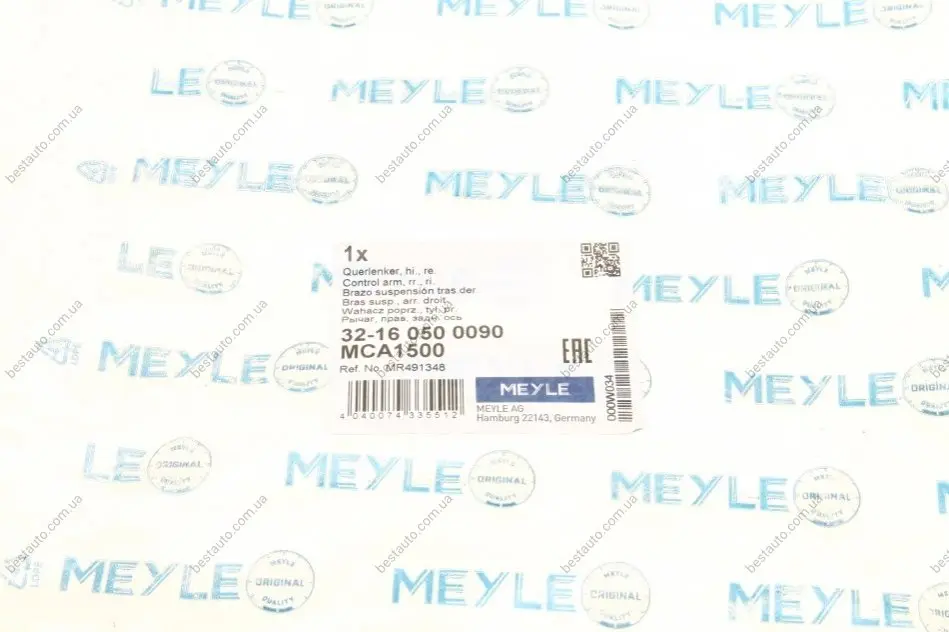 1x
Querlenker, hi., re.
Control arm, rr., ri.
Brazo suspensión tras.der
Bras susp., arr. droit.
Wahacz poprz., tył, pr.
Рычаг, прав. задн. ось
32-16 050 0090
MCA1500
Ref. No. MR491348
EAC
4 040074 335512
MEYLE
MEYLE AG
Hamburg 22143, Germany
000W034
MEYLE
ORIGINAL
QUALITY
bestauto.com.ua